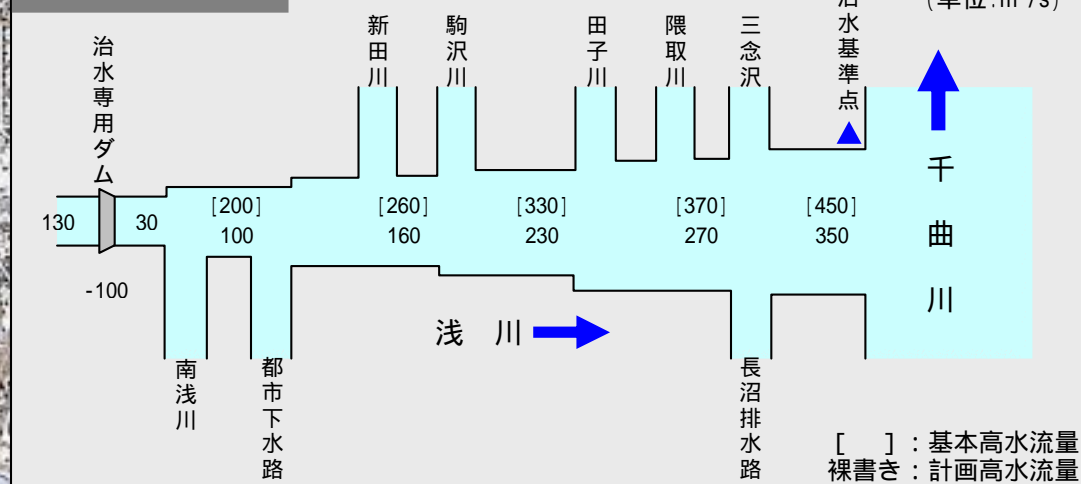 (単位:m³/s)
治水基準点
治水専用ダム
新田川
駒沢川
田子川
隈取川
三念沢
130
30
[200]
100
[260]
160
[330]
230
[370]
270
[450]
350
-100
千曲川
浅 川
南浅川
都市下水路
長沼排水路
[ ]:基本高水流量
裸書き:計画高水流量